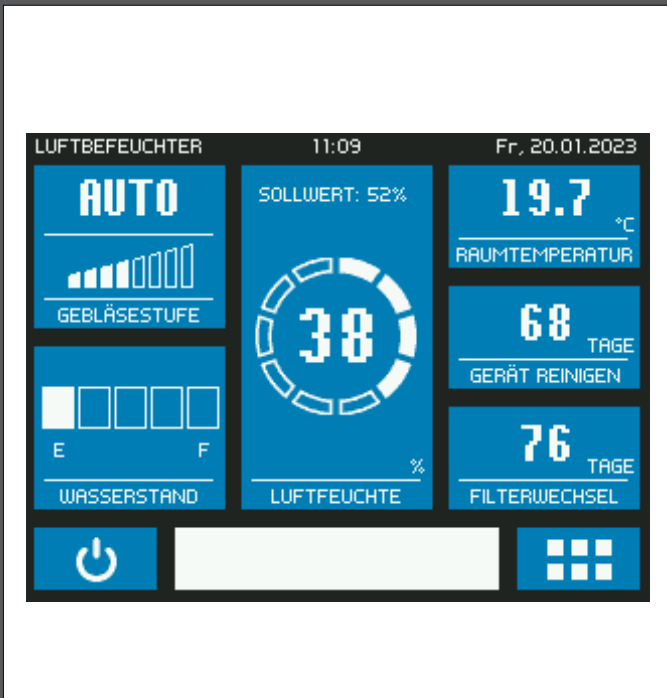 LUFTBEFEUCHTER 11:09 Fr, 20.01.2023
AUTO
GEBLÄSESTUFE
E F
WASSERSTAND
SOLLWERT: 52%
38
%
LUFTFEUCHTE
19.7 °C
RAUMTEMPERATUR
68 TAGE
GERÄT REINIGEN
76 TAGE
FILTERWECHSEL